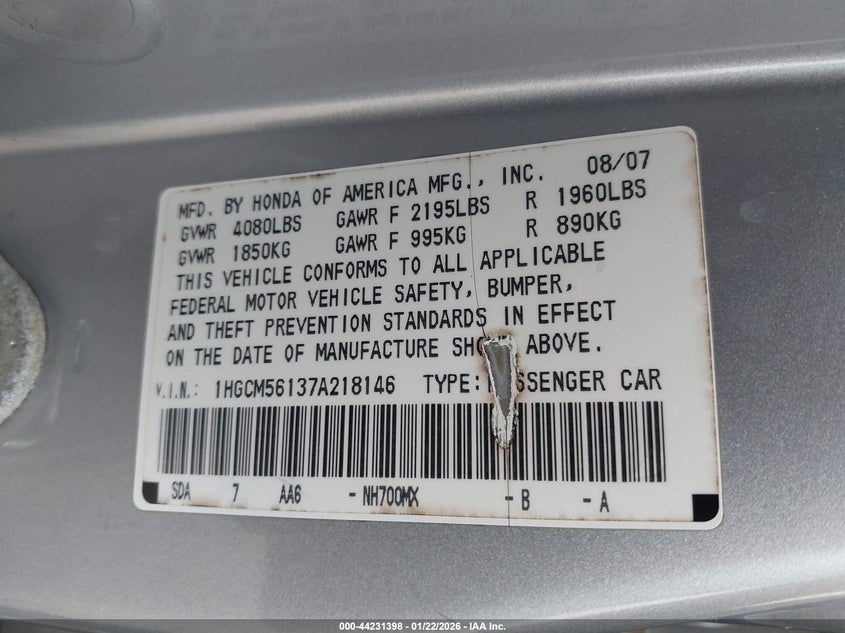 MFD. BY HONDA OF AMERICA MFG., INC. 08/07
GVWR 4080LBS GAWR F 2195LBS R 1960LBS
GVWR 1850KG GAWR F 995KG R 890KG
THIS VEHICLE CONFORMS TO ALL APPLICABLE
FEDERAL MOTOR VEHICLE SAFETY, BUMPER,
AND THEFT PREVENTION STANDARDS IN EFFECT
ON THE DATE OF MANUFACTURE ABOVE.
V.I.N.: 1HGCM56137A218146 TYPE: CAR
SDA 7 AA6 - NH700MX - B - A
000-44231398 - 01/22/2026 - IAA Inc.